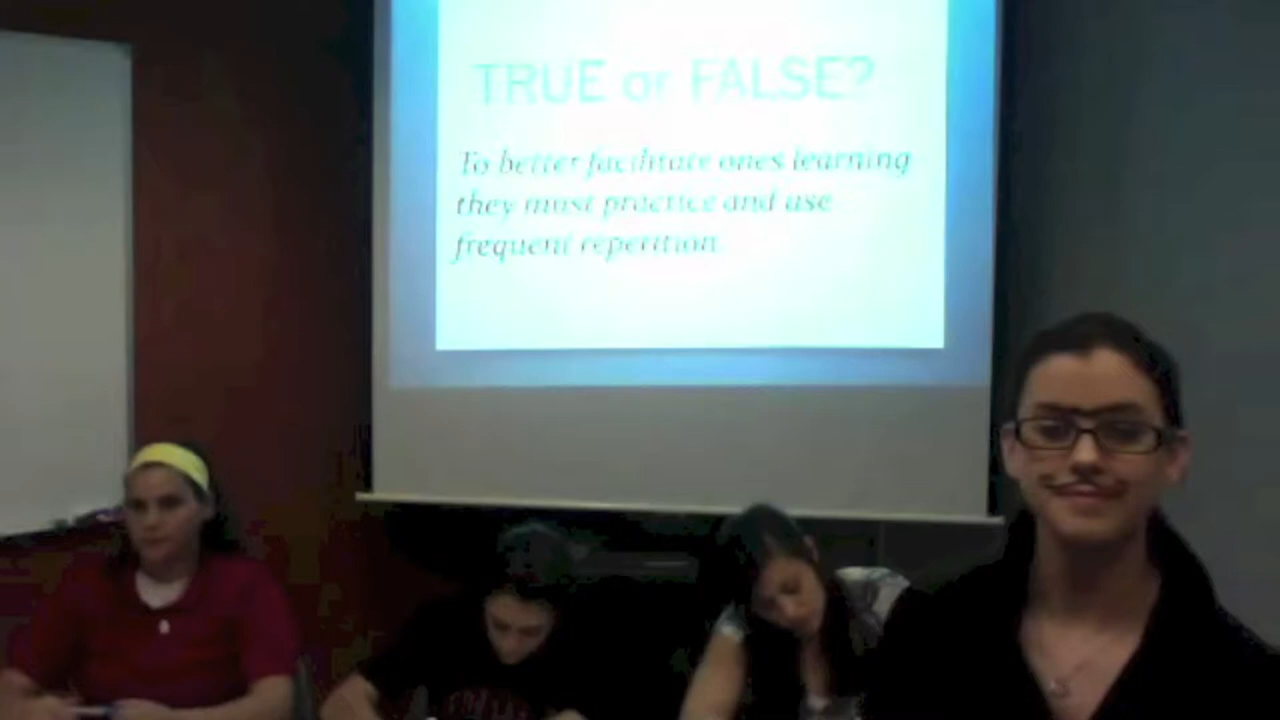 TRUE or FALSE?
To better facilitate ones learning
they must practice and use
frequent repetition.